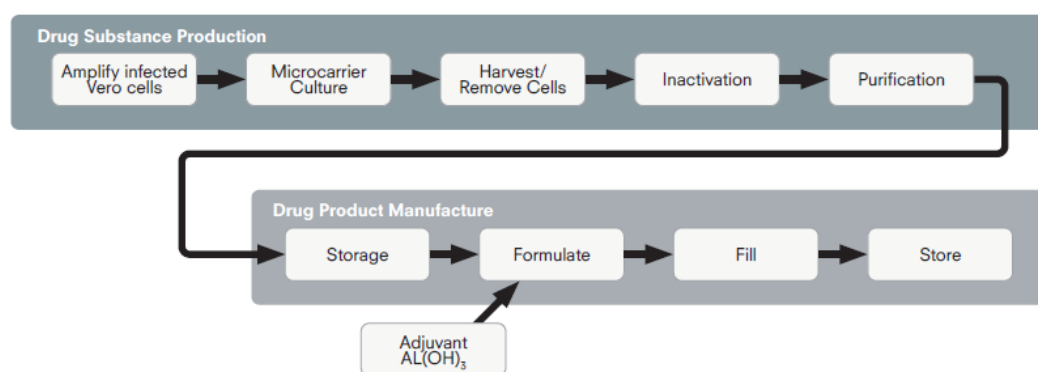 Drug Substance Production
Amplify infected
Vero cells
Microcarrier
Culture
Harvest/
Remove Cells
Inactivation
Purification
Drug Product Manufacture
Storage
Formulate
Fill
Store
Adjuvant
AL(OH)₃